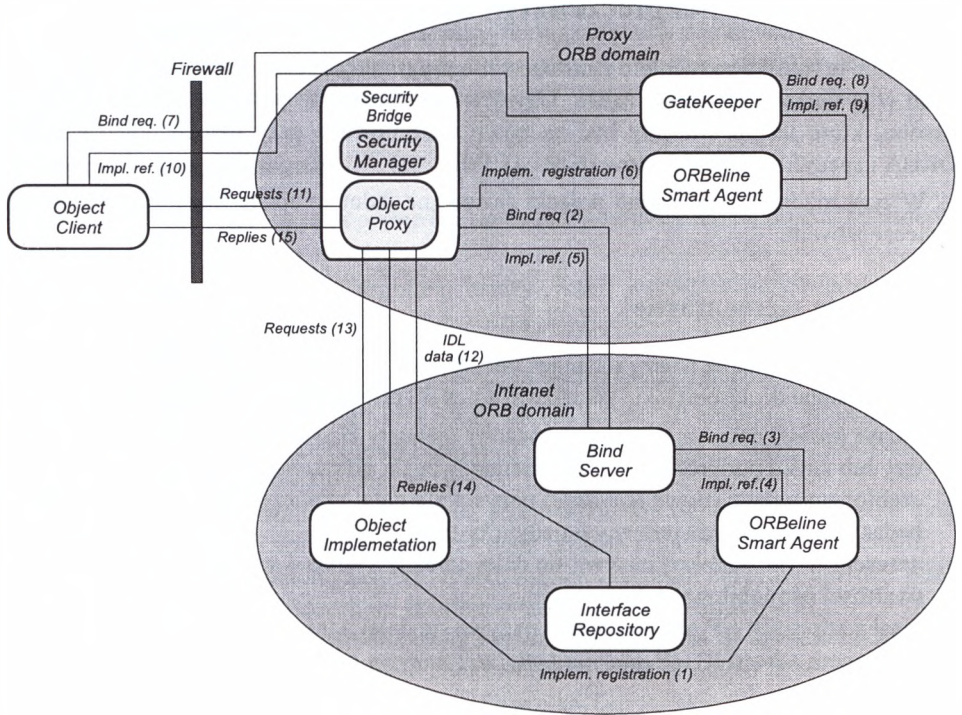 Proxy
ORB domain
Firewall
Security
Bridge
GateKeeper
Bind req. (8)
Impl. ref. (9)
Bind req. (7)
Security
Manager
Impl. ref. (10)
Implem. registration (6)
ORBeline
Smart Agent
Requests (11)
Object
Client
Object
Proxy
Bind req (2)
Replies (15)
Impl. ref. (5)
Requests (13)
IDL
data (12)
Intranet
ORB domain
Bind
Server
Bind req. (3)
Impl. ref.(4)
Replies (14)
Object
Implemetation
ORBeline
Smart Agent
Interface
Repository
Implem. registration (1)